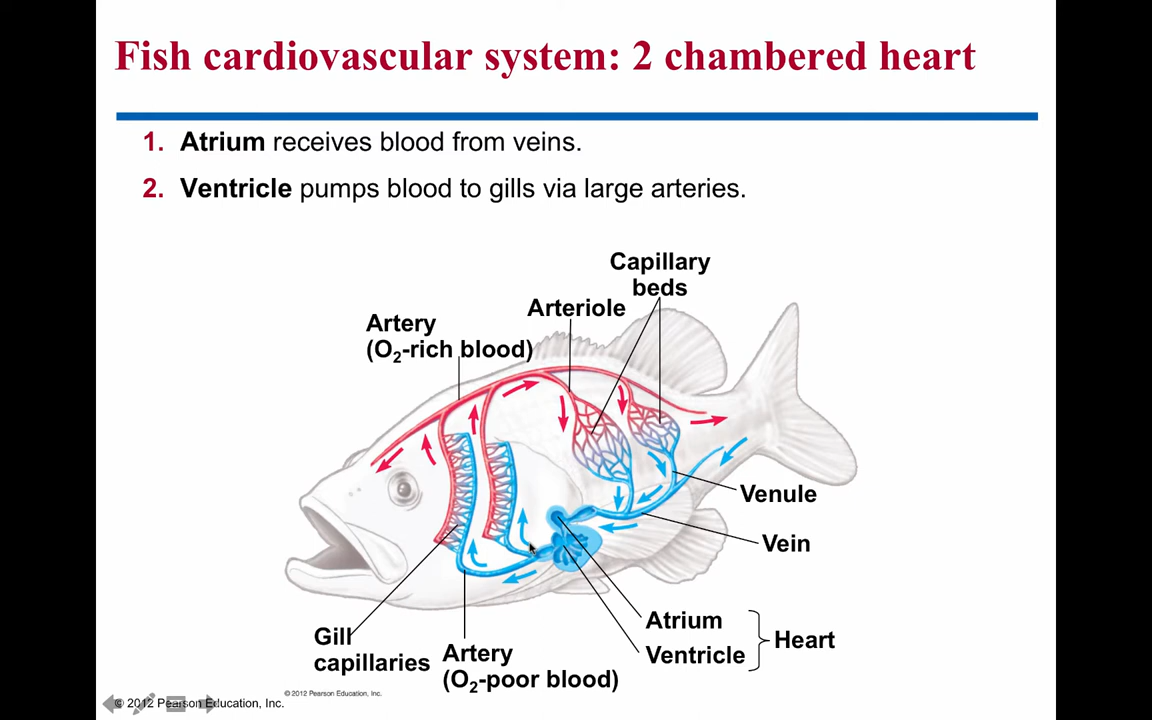 Fish cardiovascular system: 2 chambered heart
1. Atrium receives blood from veins.
2. Ventricle pumps blood to gills via large arteries.
Capillary
beds
Arteriole
Artery
(O₂-rich blood)
Venule
Vein
Atrium
Ventricle
Heart
Gill
capillaries
Artery
(O₂-poor blood)
© 2012 Pearson Education, Inc.
© 2012 Pearson Education, Inc.